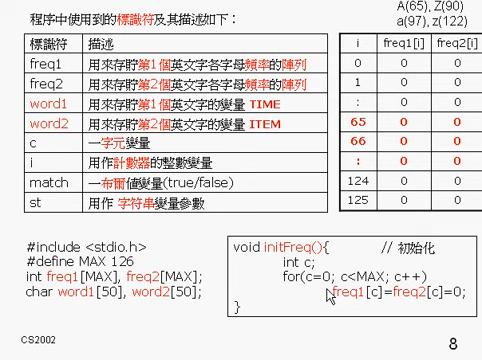 程序中使用到的標識符及其描述如下：
標識符 描述
freq1 用來存貯第1個英文字各字母頻率的陣列
freq2 用來存貯第2個英文字各字母頻率的陣列
word1 用來存貯第1個英文字的變量 TIME
word2 用來存貯第2個英文字的變量 ITEM
c 一字元變量
i 用作計數器的整數變量
match 一布爾值變量(true/false)
st 用作 字符串變量參數
A(65), Z(90)
a(97), z(122)
i freq1[i] freq2[i]
0 0 0
1 0 0
: 0 0
65 0 0
66 0 0
: 0 0
124 0 0
125 0 0
#include <stdio.h>
#define MAX 126
int freq1[MAX], freq2[MAX];
char word1[50], word2[50];
void initFreq(){ // 初始化
int c;
for(c=0; c<MAX; c++)
freq1[c]=freq2[c]=0;
}
CS2002
8